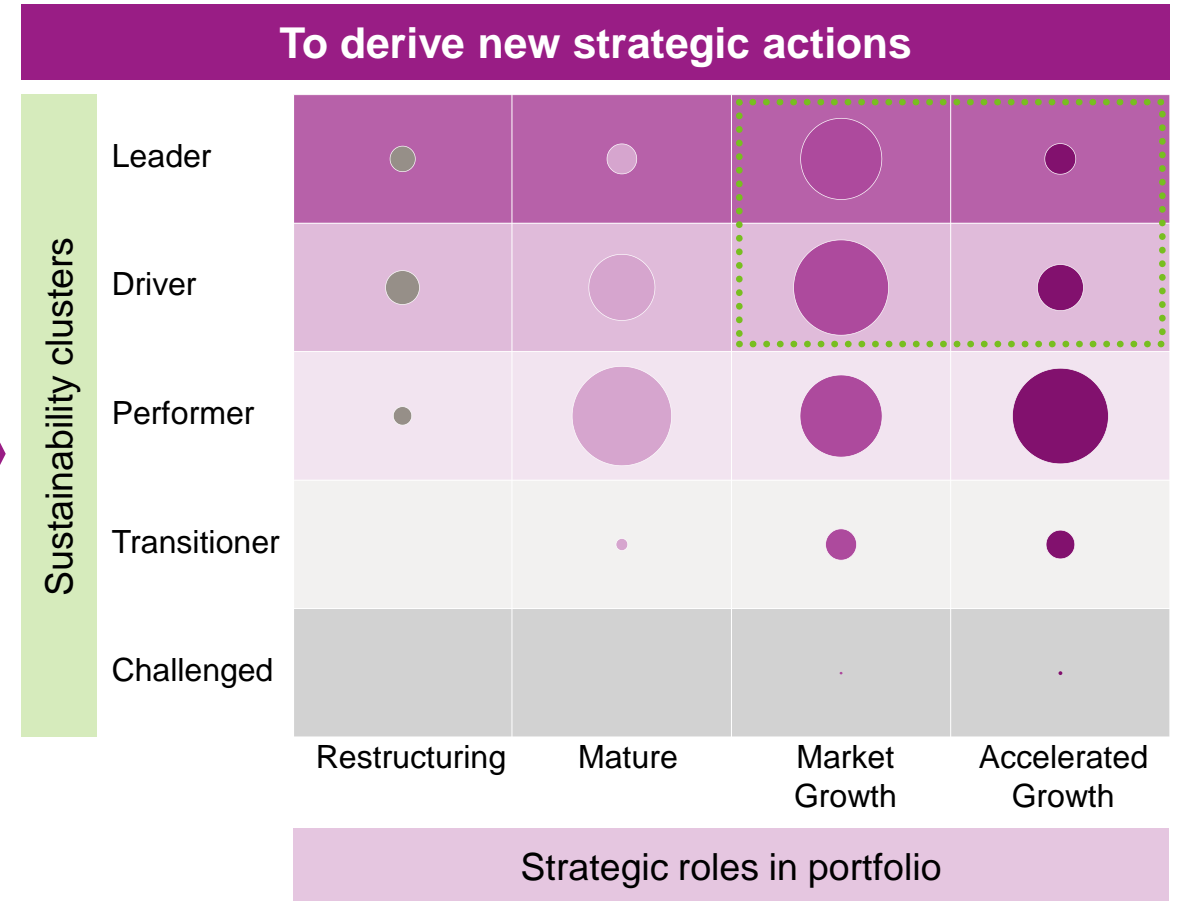 To derive new strategic actions
Sustainability clusters
Leader
Driver
Performer
Transitioner
Challenged
Restructuring
Mature
Market
Growth
Accelerated
Growth
Strategic roles in portfolio